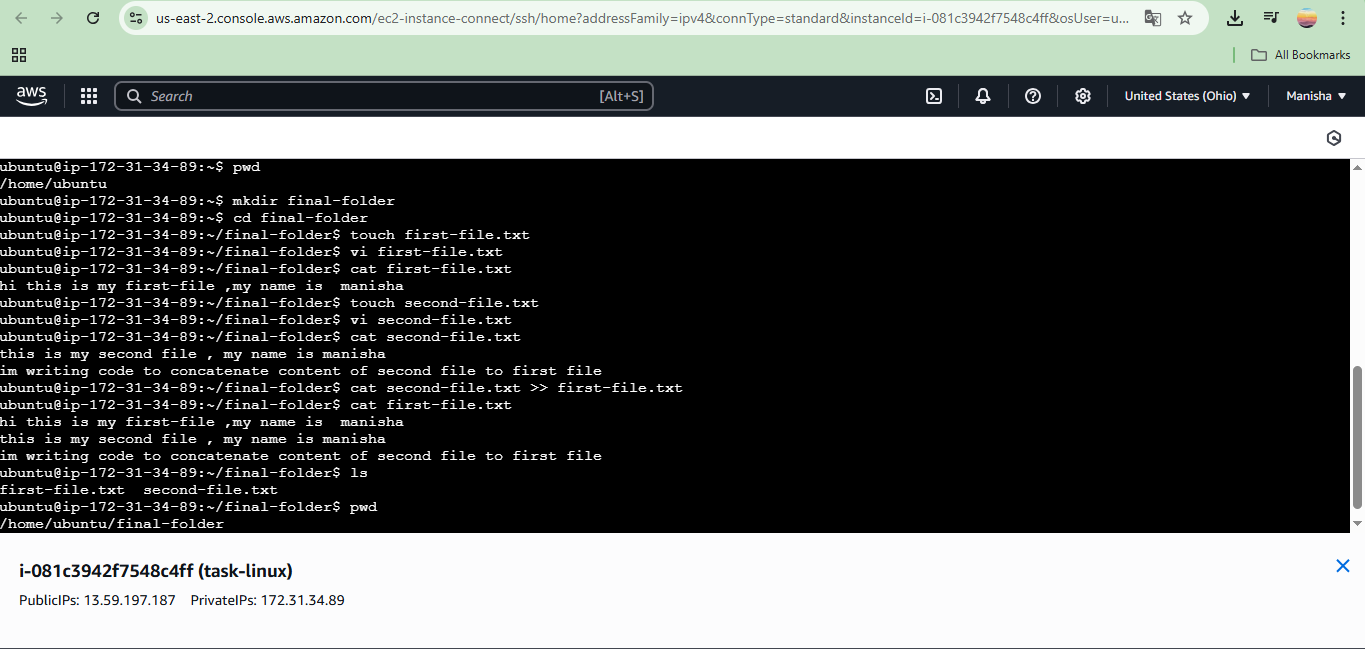 us-east-2.console.aws.amazon.com/ec2-instance-connect/ssh/home?addressFamily=ipv4&connType=standard&instanceId=i-081c3942f7548c4ff&osUser=u...
All Bookmarks
aws Search [Alt+S] United States (Ohio) Manisha
ubuntu@ip-172-31-34-89:~$ pwd
/home/ubuntu
ubuntu@ip-172-31-34-89:~$ mkdir final-folder
ubuntu@ip-172-31-34-89:~$ cd final-folder
ubuntu@ip-172-31-34-89:~/final-folder$ touch first-file.txt
ubuntu@ip-172-31-34-89:~/final-folder$ vi first-file.txt
ubuntu@ip-172-31-34-89:~/final-folder$ cat first-file.txt
hi this is my first-file ,my name is  manisha
ubuntu@ip-172-31-34-89:~/final-folder$ touch second-file.txt
ubuntu@ip-172-31-34-89:~/final-folder$ vi second-file.txt
ubuntu@ip-172-31-34-89:~/final-folder$ cat second-file.txt
this is my second file , my name is manisha
im writing code to concatenate content of second file to first file
ubuntu@ip-172-31-34-89:~/final-folder$ cat second-file.txt >> first-file.txt
ubuntu@ip-172-31-34-89:~/final-folder$ cat first-file.txt
hi this is my first-file ,my name is  manisha
this is my second file , my name is manisha
im writing code to concatenate content of second file to first file
ubuntu@ip-172-31-34-89:~/final-folder$ ls
first-file.txt  second-file.txt
ubuntu@ip-172-31-34-89:~/final-folder$ pwd
/home/ubuntu/final-folder
i-081c3942f7548c4ff (task-linux)
PublicIPs: 13.59.197.187 PrivateIPs: 172.31.34.89